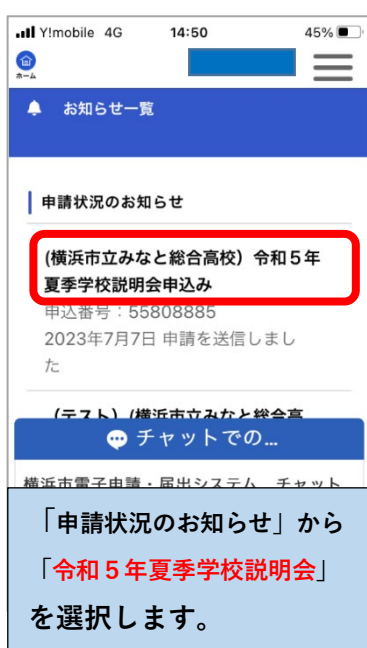 Y!mobile 4G 14:50 45%
ホーム
お知らせ一覧
申請状況のお知らせ
(横浜市立みなと総合高校）令和５年
夏季学校説明会申込み
申込番号：55808885
2023年7月7日 申請を送信しまし
た
（テスト）（横浜市立みなと総合高
チャットでの...
横浜市電子申請・届出システム チャット
「申請状況のお知らせ」から
「令和５年夏季学校説明会」
を選択します。